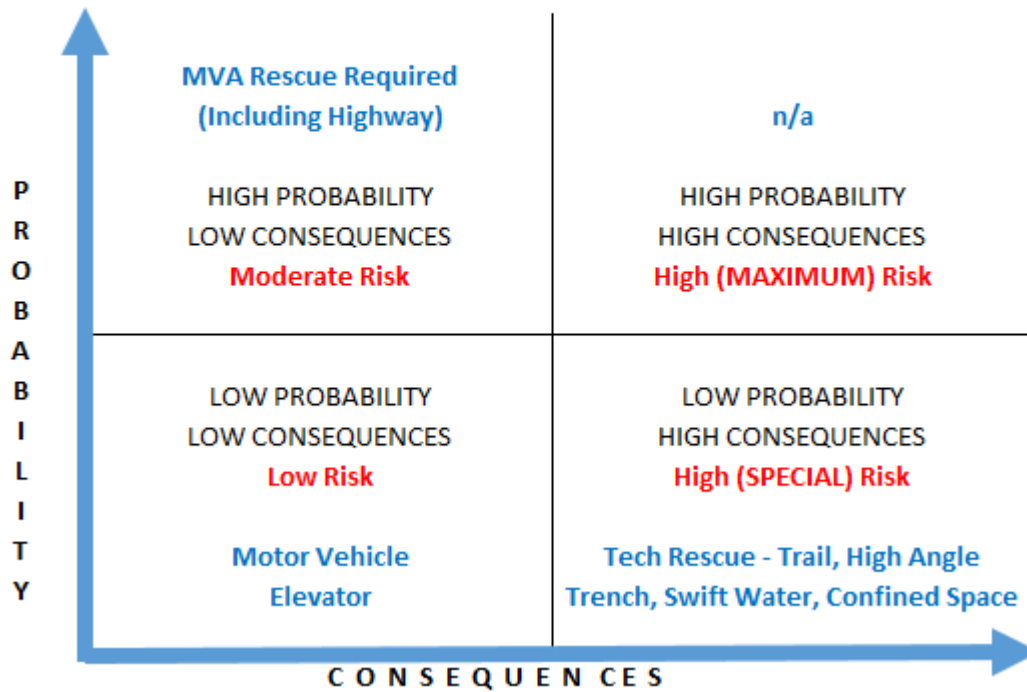 MVA Rescue Required
(Including Highway)
HIGH PROBABILITY
LOW CONSEQUENCES
Moderate Risk
n/a
HIGH PROBABILITY
HIGH CONSEQUENCES
High (MAXIMUM) Risk
LOW PROBABILITY
LOW CONSEQUENCES
Low Risk
Motor Vehicle
Elevator
LOW PROBABILITY
HIGH CONSEQUENCES
High (SPECIAL) Risk
Tech Rescue - Trail, High Angle
Trench, Swift Water, Confined Space
PROBABILITY
CONSEQUENCES